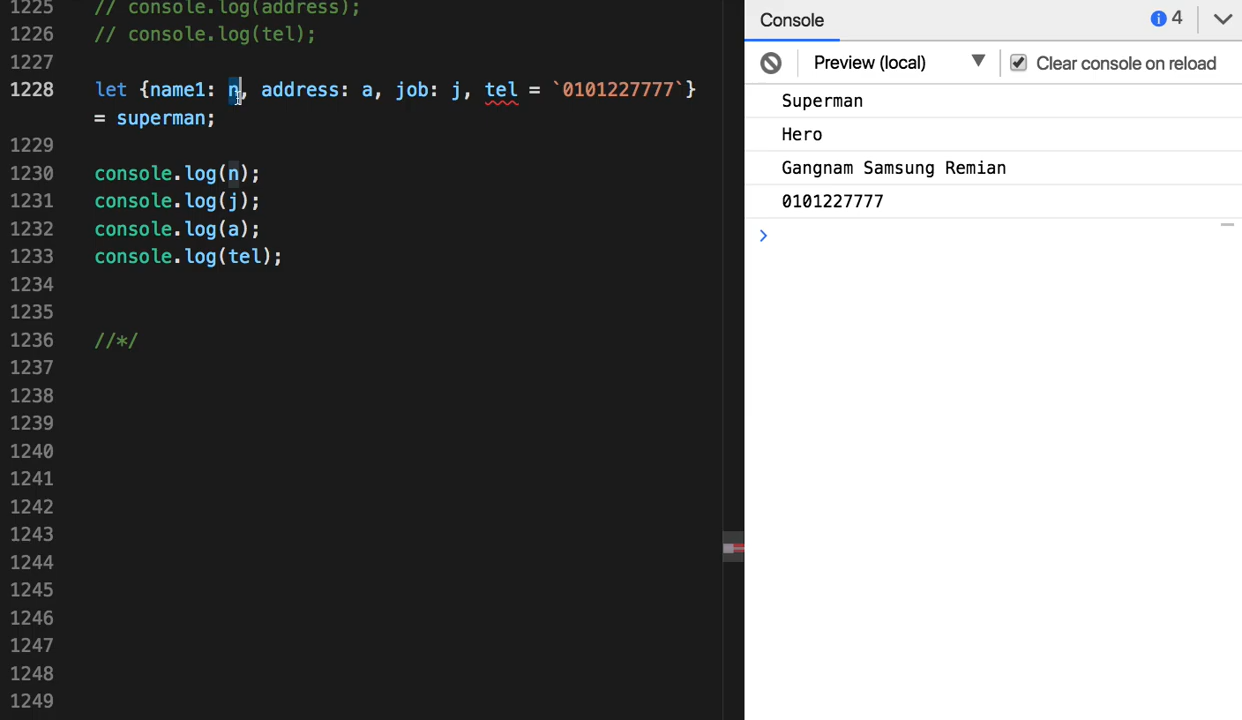 1225 // console.log(address);
1226 // console.log(tel);
1227
1228 let {name1: n, address: a, job: j, tel = `0101227777`}
= superman;
1229
1230 console.log(n);
1231 console.log(j);
1232 console.log(a);
1233 console.log(tel);
1234
1235
1236 //*/
1237
1238
1239
1240
1241
1242
1243
1244
1245
1246
1247
1248
1249
Console 4
Preview (local) Clear console on reload
Superman
Hero
Gangnam Samsung Remian
0101227777